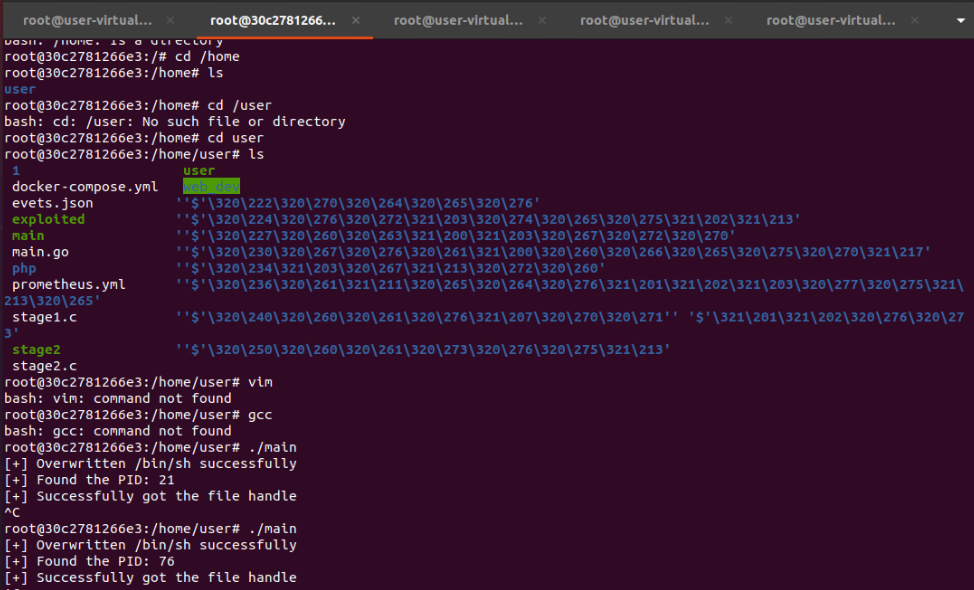 root@user-virtual... × root@30c2781266... × root@user-virtual... × root@user-virtual... × root@user-virtual... ×
bash: /home: Is a directory
root@30c2781266e3:/# cd /home
root@30c2781266e3:/home# ls
user
root@30c2781266e3:/home# cd /user
bash: cd: /user: No such file or directory
root@30c2781266e3:/home# cd user
root@30c2781266e3:/home/user# ls
1 user
docker-compose.yml web_dev
evets.json ''$'\320\222\320\270\320\264\320\265\320\276'
exploited ''$'\320\224\320\276\320\272\321\203\320\274\320\265\320\275\321\202\321\213'
main ''$'\320\227\320\260\320\263\321\200\321\203\320\267\320\272\320\270'
main.go ''$'\320\230\320\267\320\276\320\261\321\200\320\260\320\266\320\265\320\275\320\270\321\217'
php ''$'\320\234\321\203\320\267\321\213\320\272\320\260'
prometheus.yml ''$'\320\236\320\261\321\211\320\265\320\264\320\276\321\201\321\202\321\203\320\277\320\275\321\
213\320\265'
stage1.c ''$'\320\240\320\260\320\261\320\276\321\207\320\270\320\271'' '$'\321\201\321\202\320\276\320\27
3'
stage2 ''$'\320\250\320\260\320\261\320\273\320\276\320\275\321\213'
stage2.c
root@30c2781266e3:/home/user# vim
bash: vim: command not found
root@30c2781266e3:/home/user# gcc
bash: gcc: command not found
root@30c2781266e3:/home/user# ./main
[+] Overwritten /bin/sh successfully
[+] Found the PID: 21
[+] Successfully got the file handle
^C
root@30c2781266e3:/home/user# ./main
[+] Overwritten /bin/sh successfully
[+] Found the PID: 76
[+] Successfully got the file handle